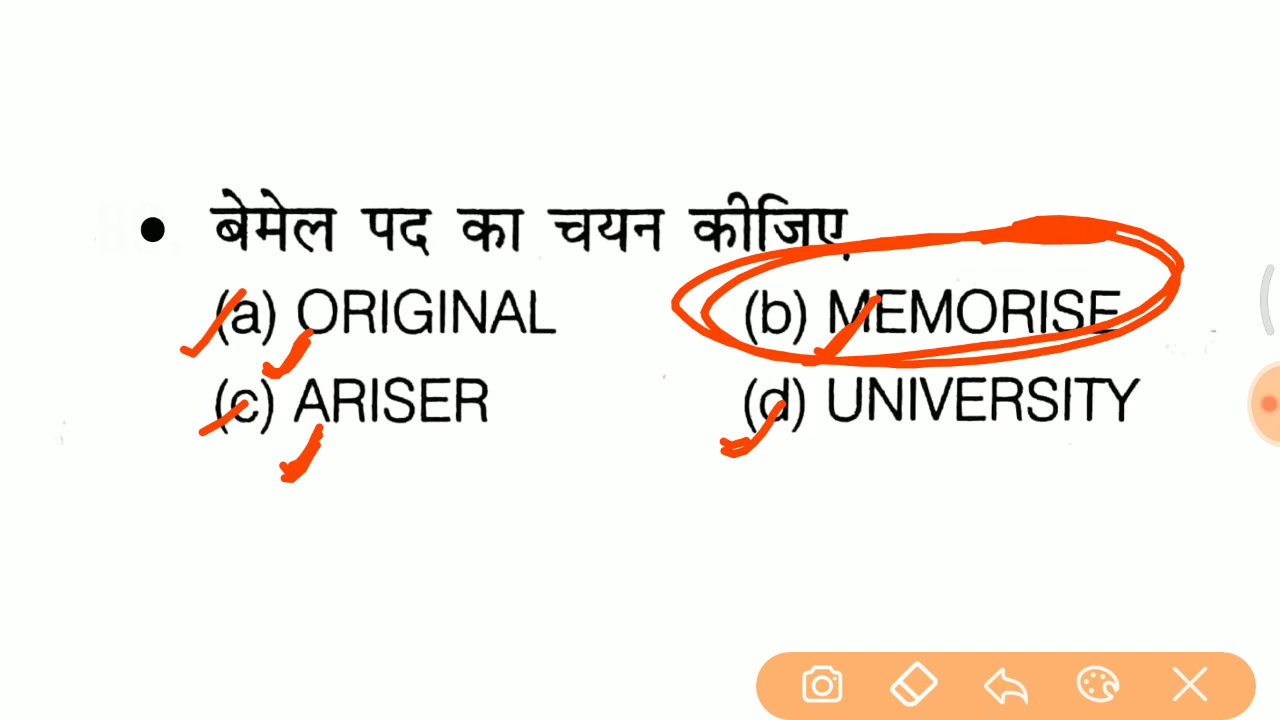 • बेमेल पद का चयन कीजिए
(a) ORIGINAL (b) MEMORISE
(c) ARISER (d) UNIVERSITY